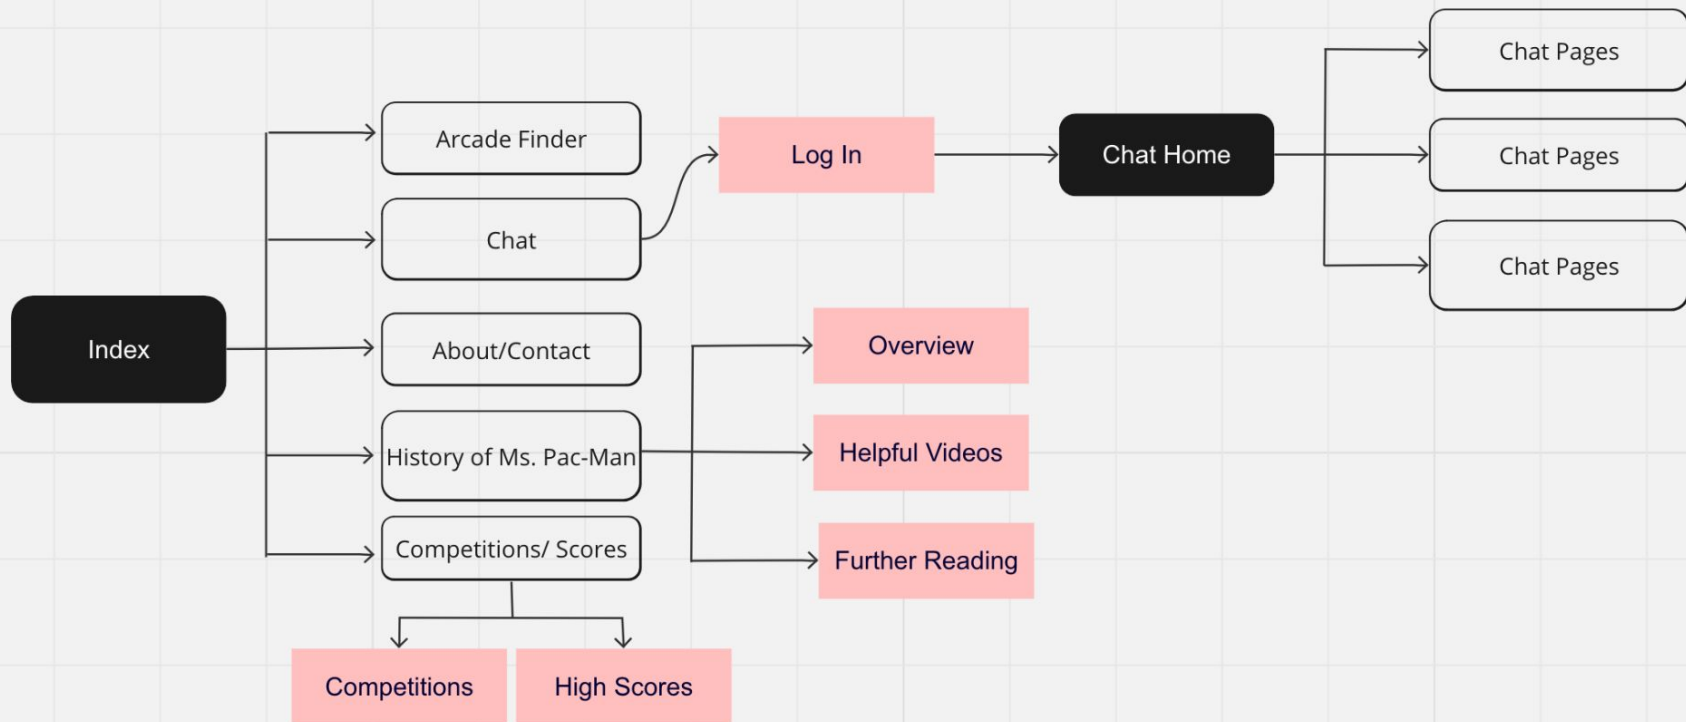 Index
Arcade Finder
Chat
About/Contact
History of Ms. Pac-Man
Competitions/ Scores
Competitions
High Scores
Log In
Overview
Helpful Videos
Further Reading
Chat Home
Chat Pages
Chat Pages
Chat Pages